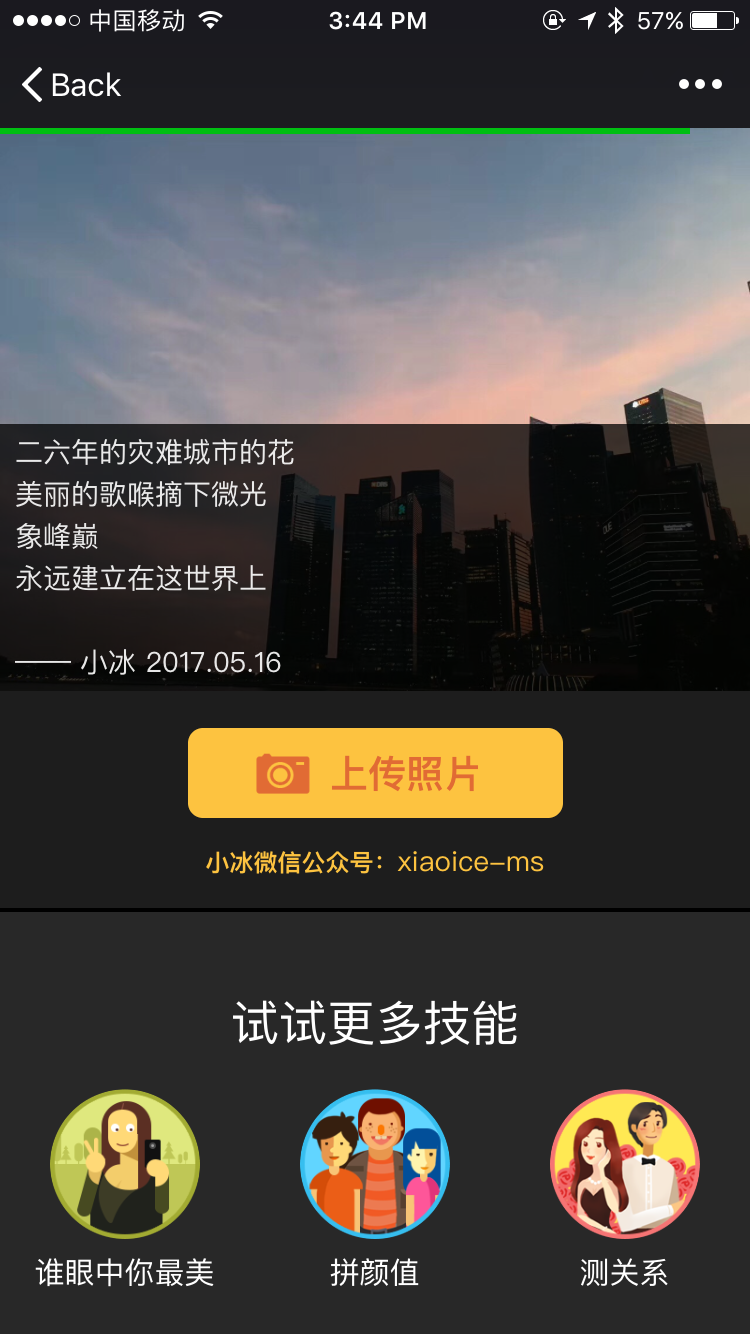 中国移动
3:44 PM
57%
Back
二六年的灾难城市的花
美丽的歌喉摘下微光
象峰巅
永远建立在这世界上
—— 小冰 2017.05.16
上传照片
小冰微信公众号：xiaoice-ms
试试更多技能
谁眼中你最美
拼颜值
测关系